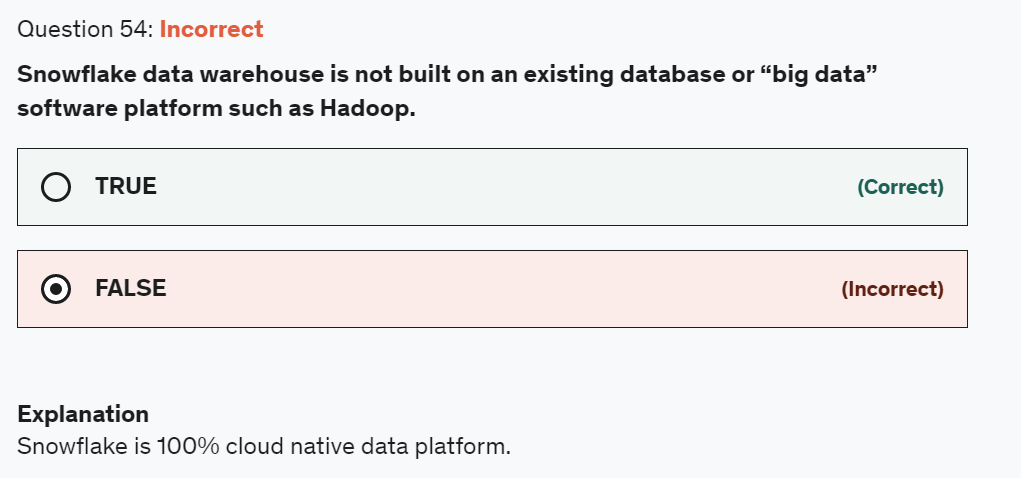 Question 54: Incorrect
Snowflake data warehouse is not built on an existing database or “big data”
software platform such as Hadoop.
TRUE (Correct)
FALSE (Incorrect)
Explanation
Snowflake is 100% cloud native data platform.